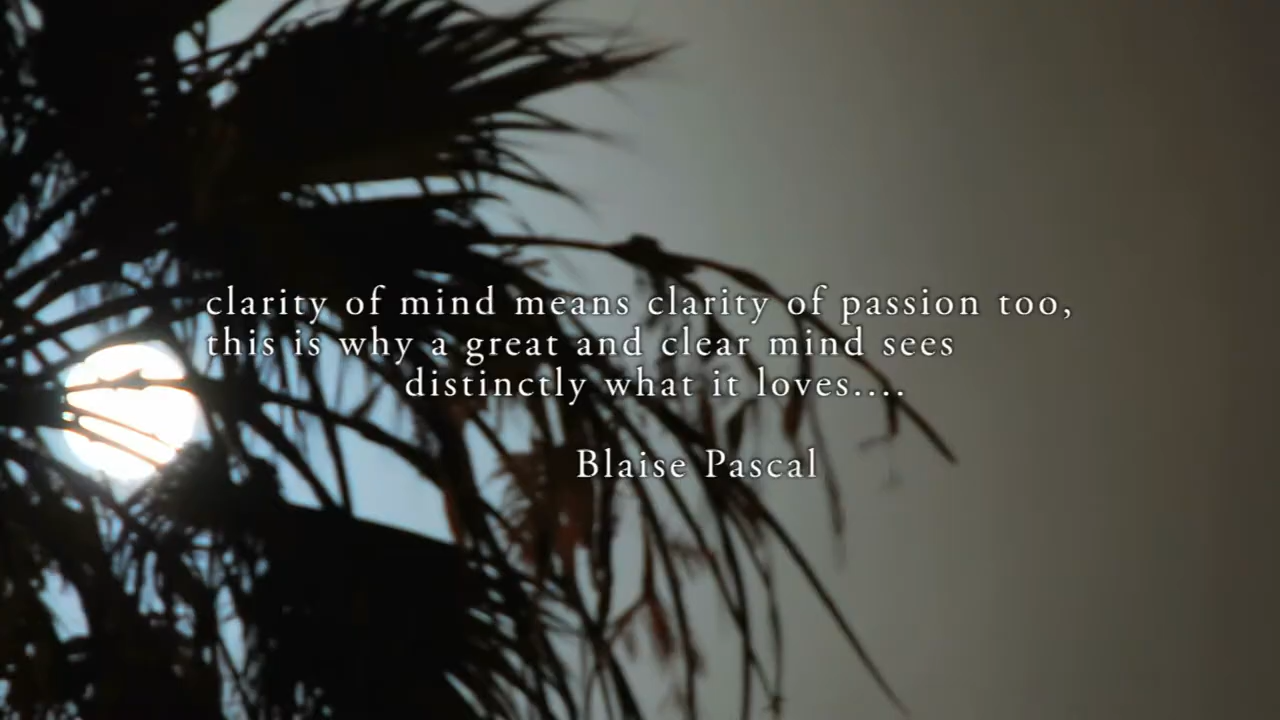 clarity of mind means clarity of passion too,
this is why a great and clear mind sees
distinctly what it loves....
Blaise Pascal